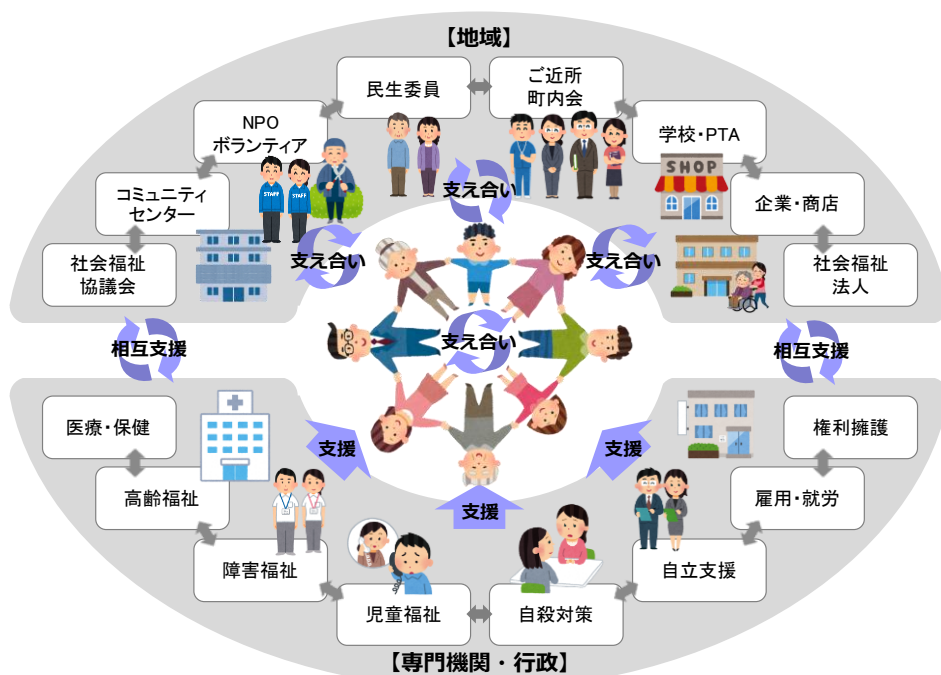 【地域】
民生委員
ご近所
町内会
NPO
ボランティア
学校・PTA
SHOP
コミュニティ
センター
STAFF
STAFF
企業・商店
社会福祉
協議会
社会福祉
法人
支え合い
支え合い
支え合い
支え合い
相互支援
相互支援
医療・保健
権利擁護
支援
支援
高齢福祉
雇用・就労
支援
障害福祉
自立支援
児童福祉
自殺対策
【専門機関・行政】